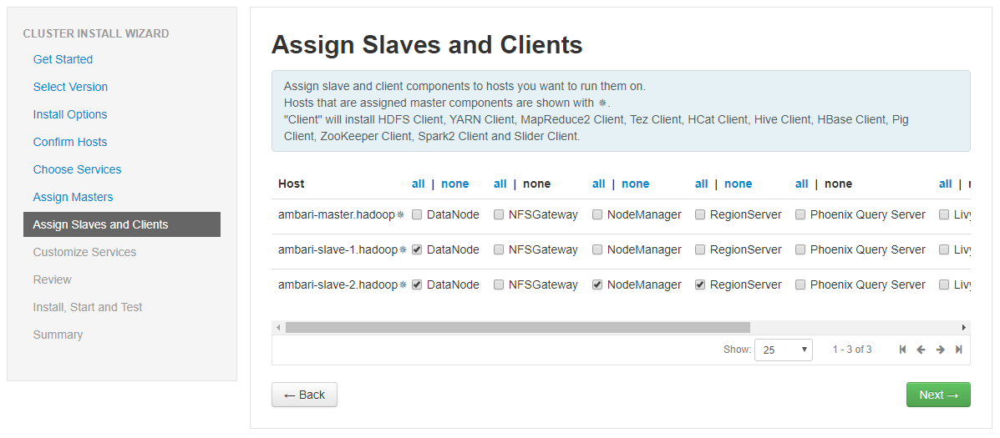 CLUSTER INSTALL WIZARD
Get Started
Select Version
Install Options
Confirm Hosts
Choose Services
Assign Masters
Assign Slaves and Clients
Customize Services
Review
Install, Start and Test
Summary
Assign Slaves and Clients
Assign slave and client components to hosts you want to run them on.
Hosts that are assigned master components are shown with ✵.
"Client" will install HDFS Client, YARN Client, MapReduce2 Client, Tez Client, HCat Client, Hive Client, HBase Client, Pig
Client, ZooKeeper Client, Spark2 Client and Slider Client.
Host all | none all | none all | none all | none all | none all |
ambari-master.hadoop✵ DataNode NFSGateway NodeManager RegionServer Phoenix Query Server Livy
ambari-slave-1.hadoop✵ DataNode NFSGateway NodeManager RegionServer Phoenix Query Server Livy
ambari-slave-2.hadoop✵ DataNode NFSGateway NodeManager RegionServer Phoenix Query Server Livy
Show: 25 1 - 3 of 3
← Back
Next →